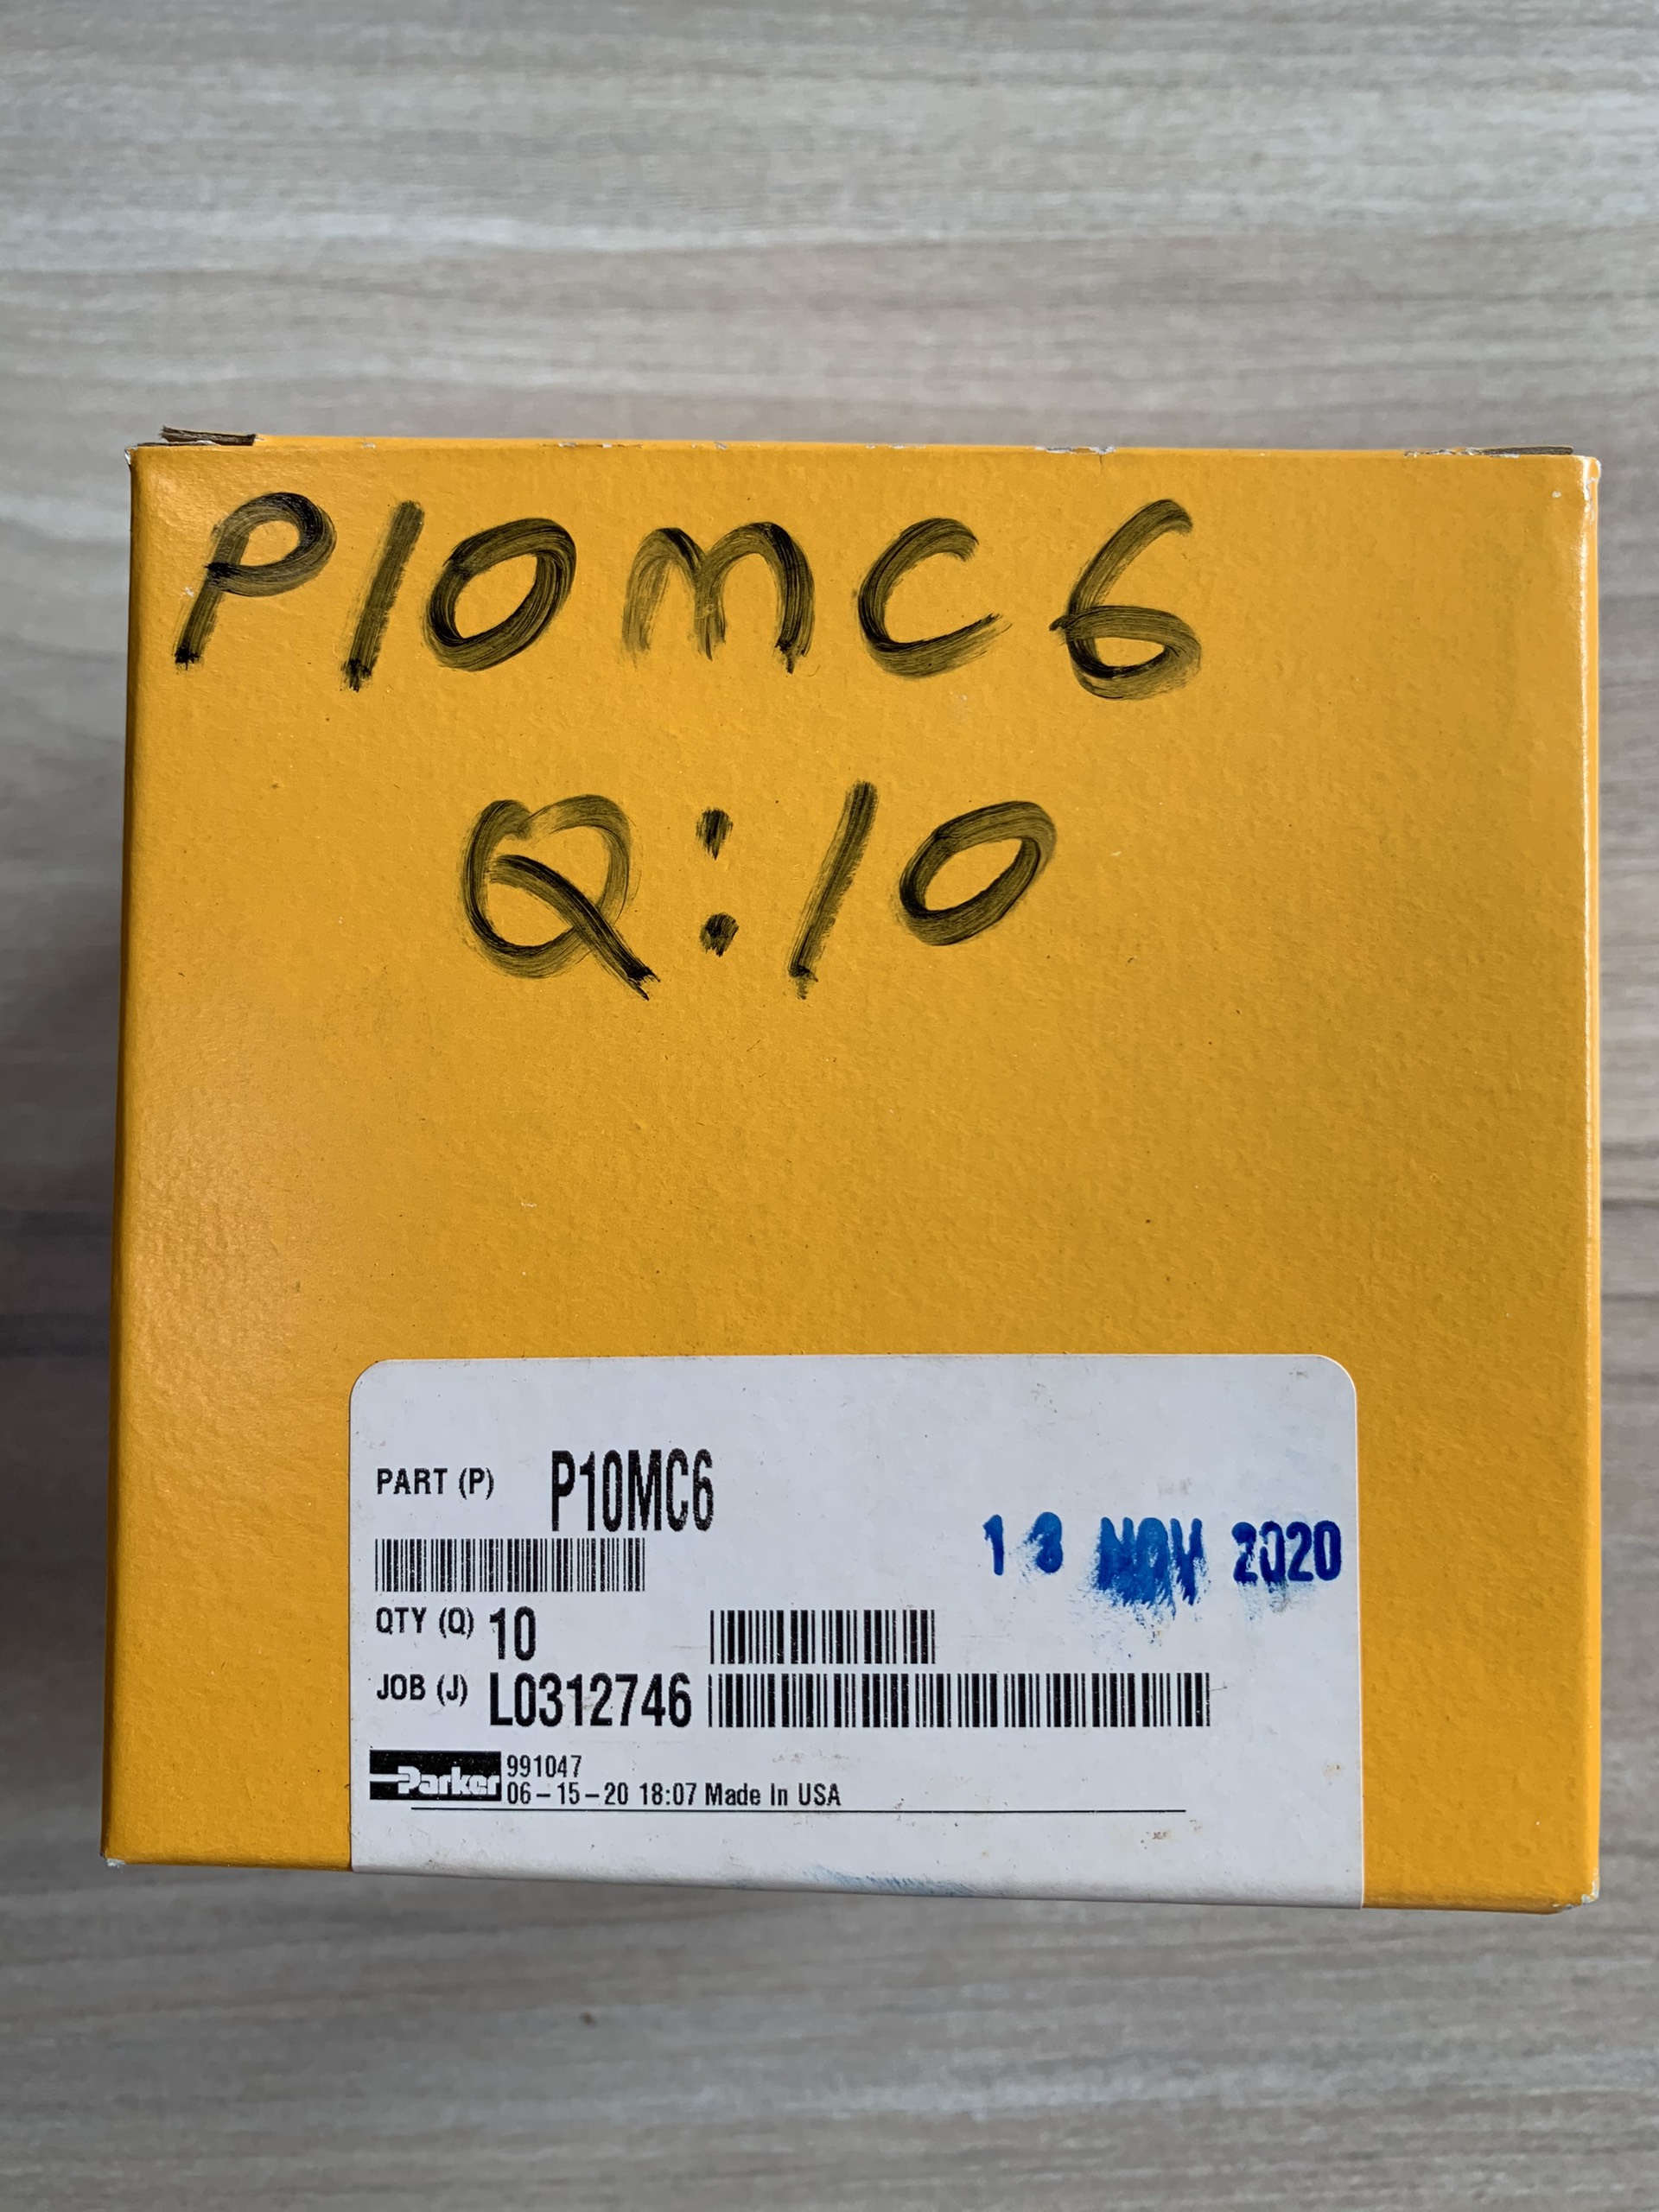 P10MC6
Q:10
PART (P) P10MC6
13 NOV 2020
QTY (Q) 10
JOB (J) L0312746
Parker 991047
06-15-20 18:07 Made In USA